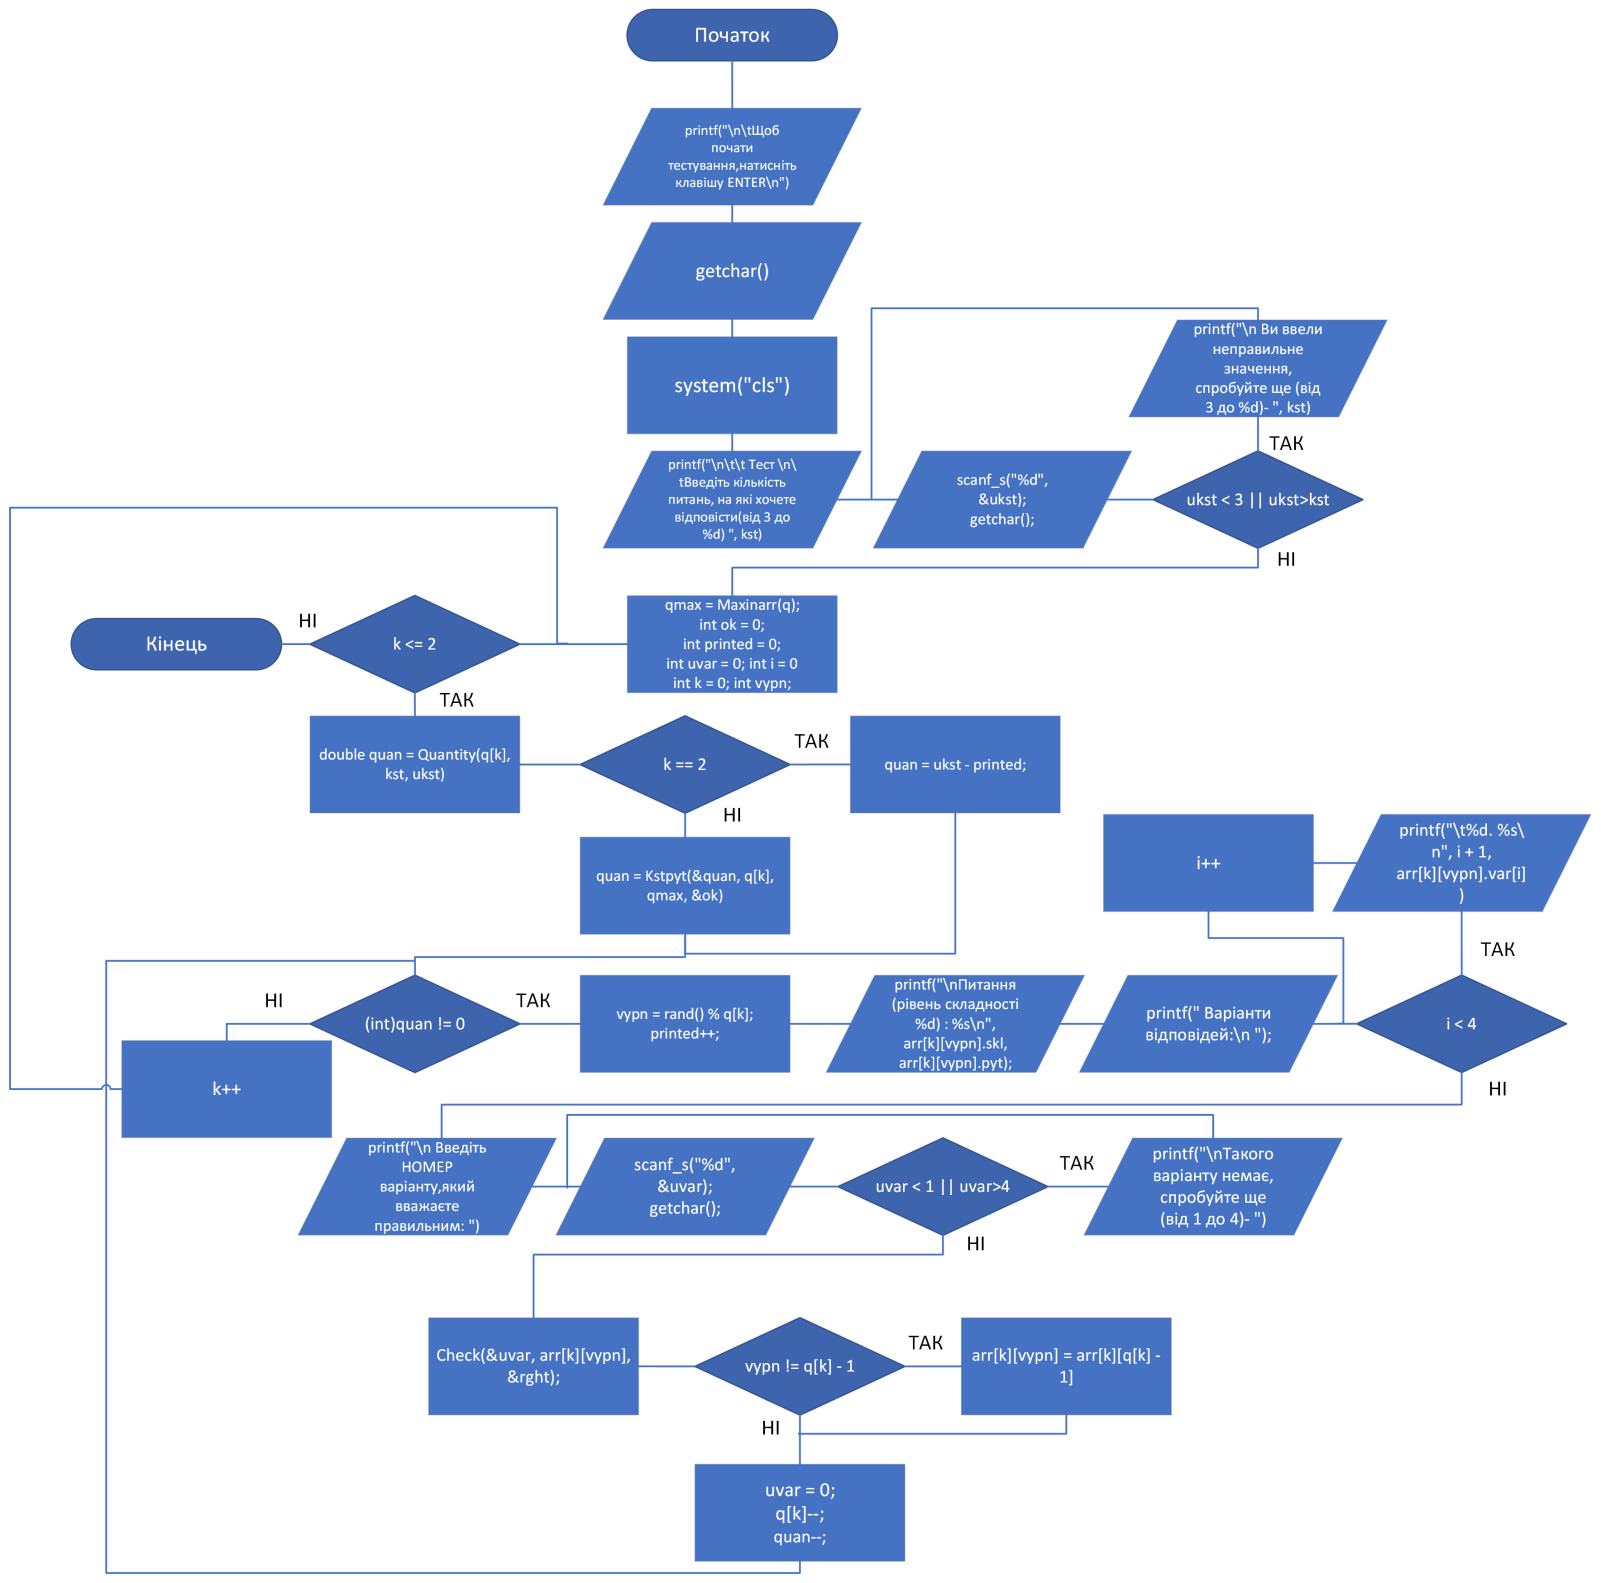 Початок
printf("\n\tЩоб
почати
тестування,натисніть
клавішу ENTER\n")
getchar()
system("cls")
printf("\n Ви ввели
неправильне
значення,
спробуйте ще (від
3 до %d)- ", kst)
ТАК
printf("\n\t\t Тест \n\
tВведіть кількість
питань, на які хочете
відповісти(від 3 до
%d) ", kst)
scanf_s("%d",
&ukst);
getchar();
ukst < 3 || ukst>kst
НІ
qmax = Maxinarr(q);
int ok = 0;
int printed = 0;
int uvar = 0; int i = 0
int k = 0; int vypn;
k <= 2
НІ
Кінець
ТАК
double quan = Quantity(q[k],
kst, ukst)
k == 2
ТАК
quan = ukst - printed;
НІ
quan = Kstpyt(&quan, q[k],
qmax, &ok)
i++
printf("\t%d. %s\
n", i + 1,
arr[k][vypn].var[i]
)
ТАК
НІ
(int)quan != 0
ТАК
vypn = rand() % q[k];
printed++;
printf("\nПитання
(рівень складності
%d) : %s\n",
arr[k][vypn].skl,
arr[k][vypn].pyt);
printf(" Варіанти
відповідей:\n ");
i < 4
НІ
k++
printf("\n Введіть
НОМЕР
варіанту,який
вважаєте
правильним: ")
scanf_s("%d",
&uvar);
getchar();
uvar < 1 || uvar>4
ТАК
printf("\nТакого
варіанту немає,
спробуйте ще
(від 1 до 4)- ")
НІ
Check(&uvar, arr[k][vypn],
&rght);
vypn != q[k] - 1
ТАК
arr[k][vypn] = arr[k][q[k] -
1]
НІ
uvar = 0;
q[k]--;
quan--;